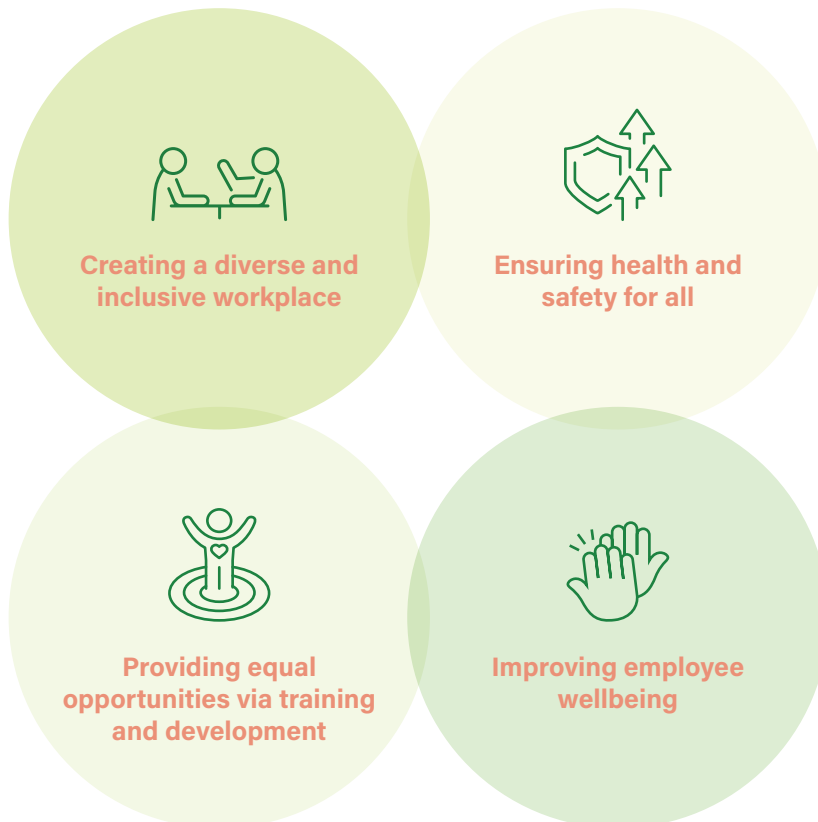 Creating a diverse and
inclusive workplace
Ensuring health and
safety for all
Providing equal
opportunities via training
and development
Improving employee
wellbeing